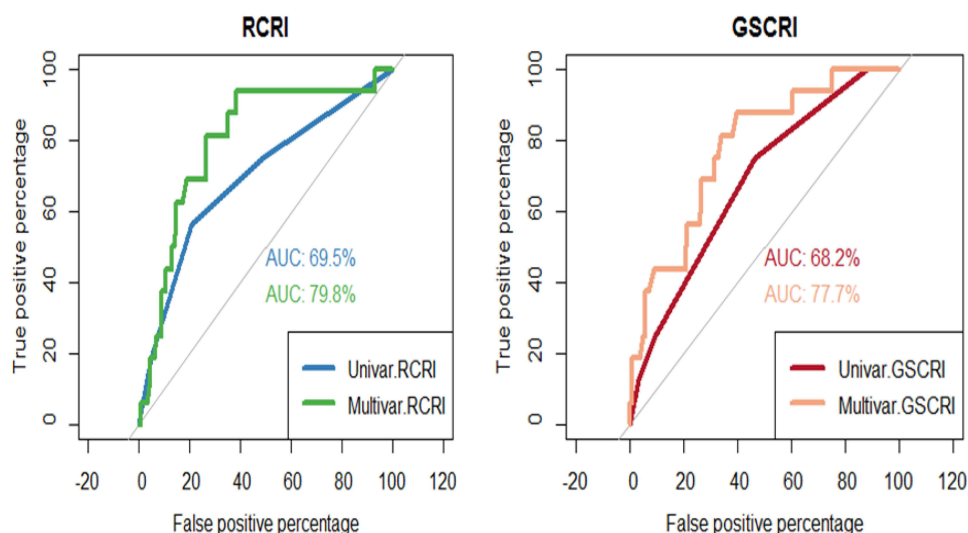 RCRI
True positive percentage
100
80
60
40
20
0
AUC: 69.5%
AUC: 79.8%
Univar.RCRI
Multivar.RCRI
-20 0 20 40 60 80 100 120
False positive percentage
GSCRI
True positive percentage
100
80
60
40
20
0
AUC: 68.2%
AUC: 77.7%
Univar.GSCRI
Multivar.GSCRI
-20 0 20 40 60 80 100 120
False positive percentage